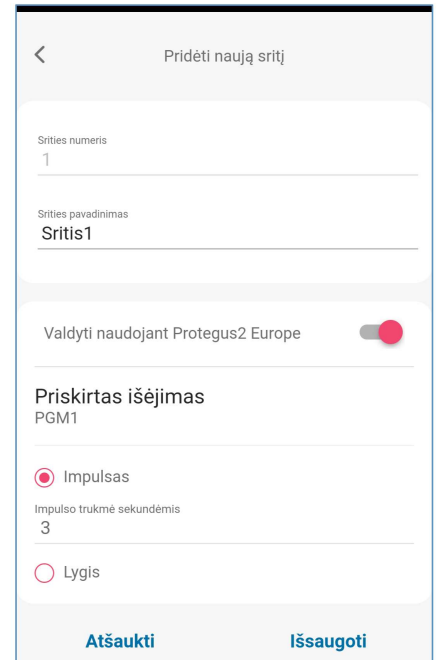 Pridėti naują sritį
Srities numeris
1
Srities pavadinimas
Sritis1
Valdyti naudojant Protegus2 Europe
Priskirtas išėjimas
PGM1
Impulsas
Impulso trukmė sekundėmis
3
Lygis
Atšaukti Išsaugoti